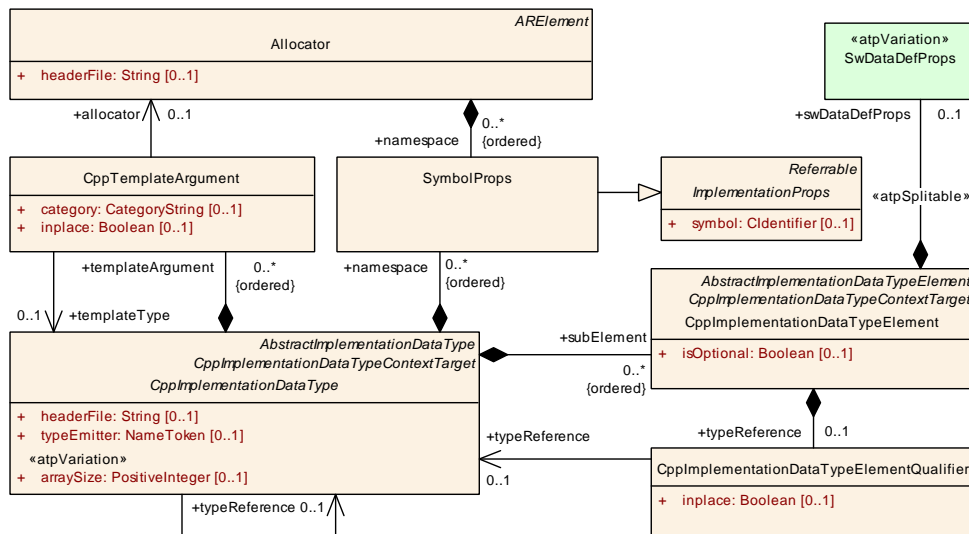 ARElement
Allocator
+ headerFile: String [0..1]
«atpVariation»
SwDataDefProps
+allocator 0..1
+namespace 0..*
{ordered}
+swDataDefProps 0..1
CppTemplateArgument
+ category: CategoryString [0..1]
+ inplace: Boolean [0..1]
SymbolProps
Referrable
ImplementationProps
+ symbol: CIdentifier [0..1]
«atpSplitable»
+templateArgument 0..*
{ordered}
+namespace 0..*
{ordered}
0..1 +templateType
AbstractImplementationDataType
CppImplementationDataTypeContextTarget
CppImplementationDataType
+ headerFile: String [0..1]
+ typeEmitter: NameToken [0..1]
«atpVariation»
+ arraySize: PositiveInteger [0..1]
+subElement
0..*
{ordered}
AbstractImplementationDataTypeElement
CppImplementationDataTypeContextTarget
CppImplementationDataTypeElement
+ isOptional: Boolean [0..1]
+typeReference
0..1
+typeReference 0..1
CppImplementationDataTypeElementQualifier
+ inplace: Boolean [0..1]
+typeReference 0..1